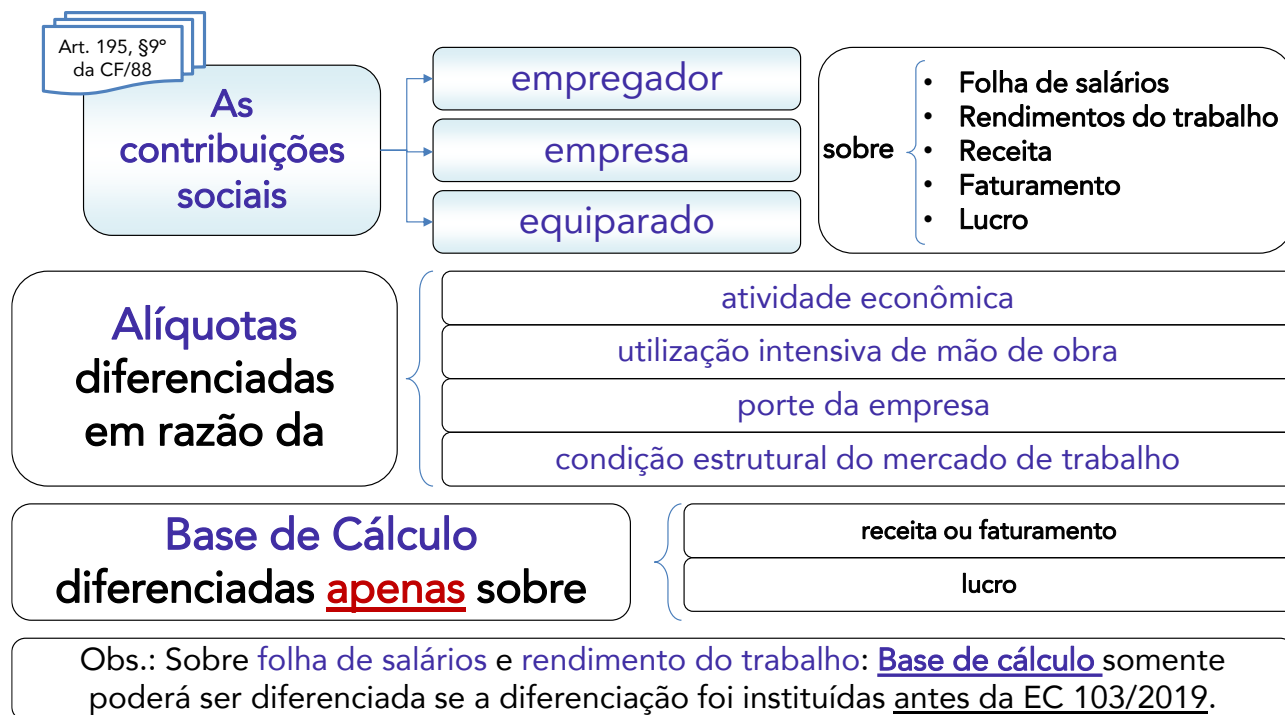 Art. 195, §9º
da CF/88
As
contribuições
sociais
empregador
empresa
equiparado
sobre
• Folha de salários
• Rendimentos do trabalho
• Receita
• Faturamento
• Lucro
Alíquotas
diferenciadas
em razão da
atividade econômica
utilização intensiva de mão de obra
porte da empresa
condição estrutural do mercado de trabalho
Base de Cálculo
diferenciadas apenas sobre
receita ou faturamento
lucro
Obs.: Sobre folha de salários e rendimento do trabalho: Base de cálculo somente
poderá ser diferenciada se a diferenciação foi instituídas antes da EC 103/2019.